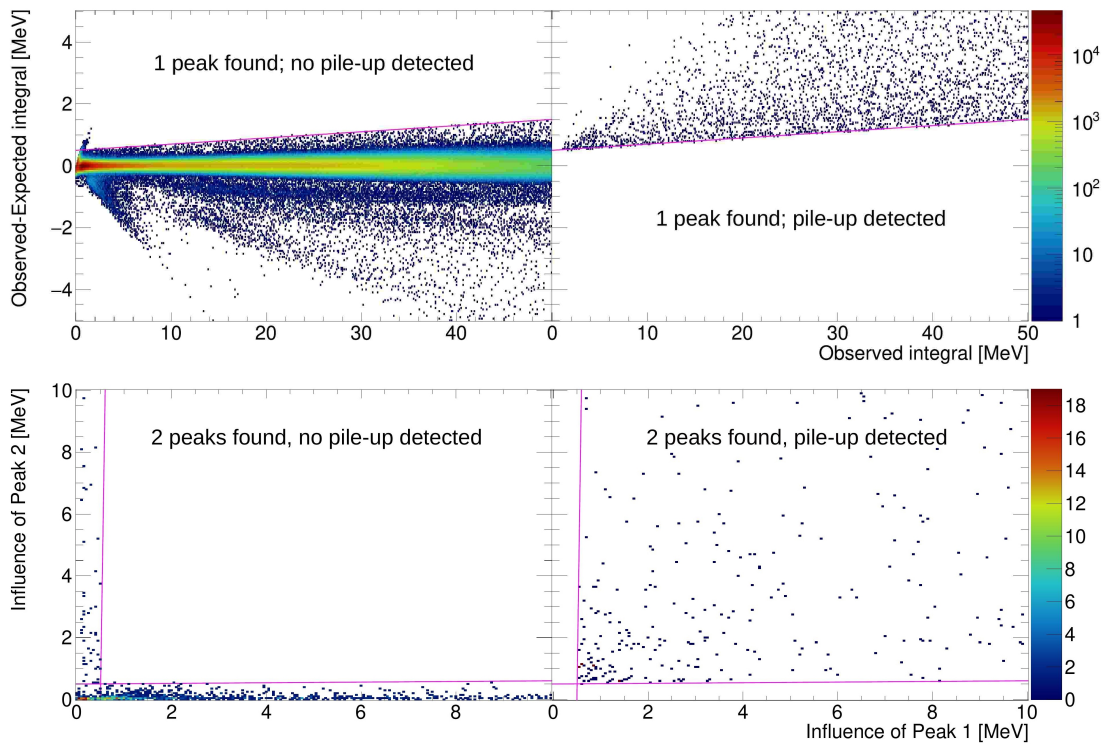 Observed-Expected integral [MeV]
4
2
0
−2
−4
1 peak found; no pile-up detected
1 peak found; pile-up detected
10⁴
10³
10²
10
1
0 10 20 30 40 0 10 20 30 40 50
Observed integral [MeV]
Influence of Peak 2 [MeV]
10
8
6
4
2
0
2 peaks found, no pile-up detected
2 peaks found, pile-up detected
18
16
14
12
10
8
6
4
2
0
0 2 4 6 8 0 2 4 6 8 10
Influence of Peak 1 [MeV]